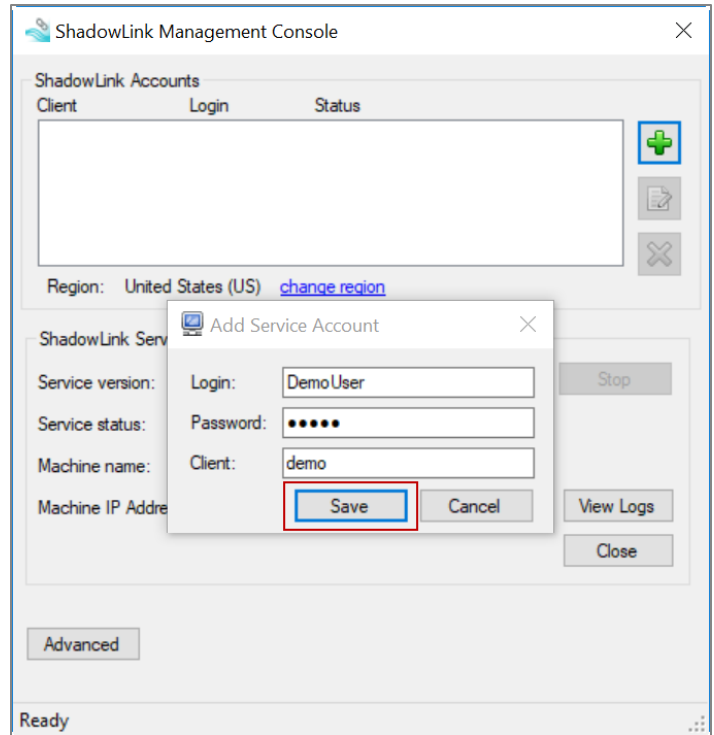 ShadowLink Management Console
ShadowLink Accounts
Client Login Status
Region: United States (US) change region
Add Service Account
ShadowLink Serv
Login: DemoUser
Service version:
Stop
Password: •••••
Service status:
Client: demo
Machine name:
Save Cancel
Machine IP Addre
View Logs
Close
Advanced
Ready